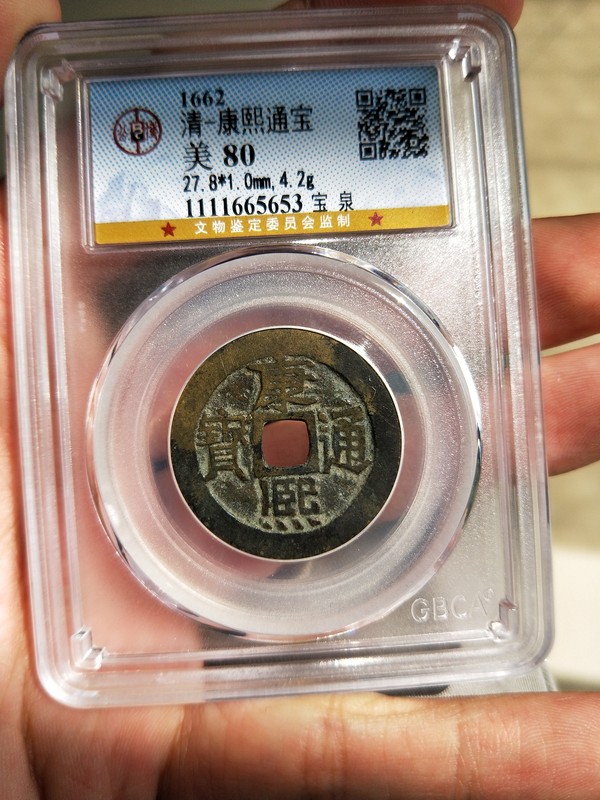 1662
清-康熙通宝
美 80
27.8*1.0mm,4.2g
1111665653 宝 泉
文物鉴定委员会监制
康熙通寶
GBCA